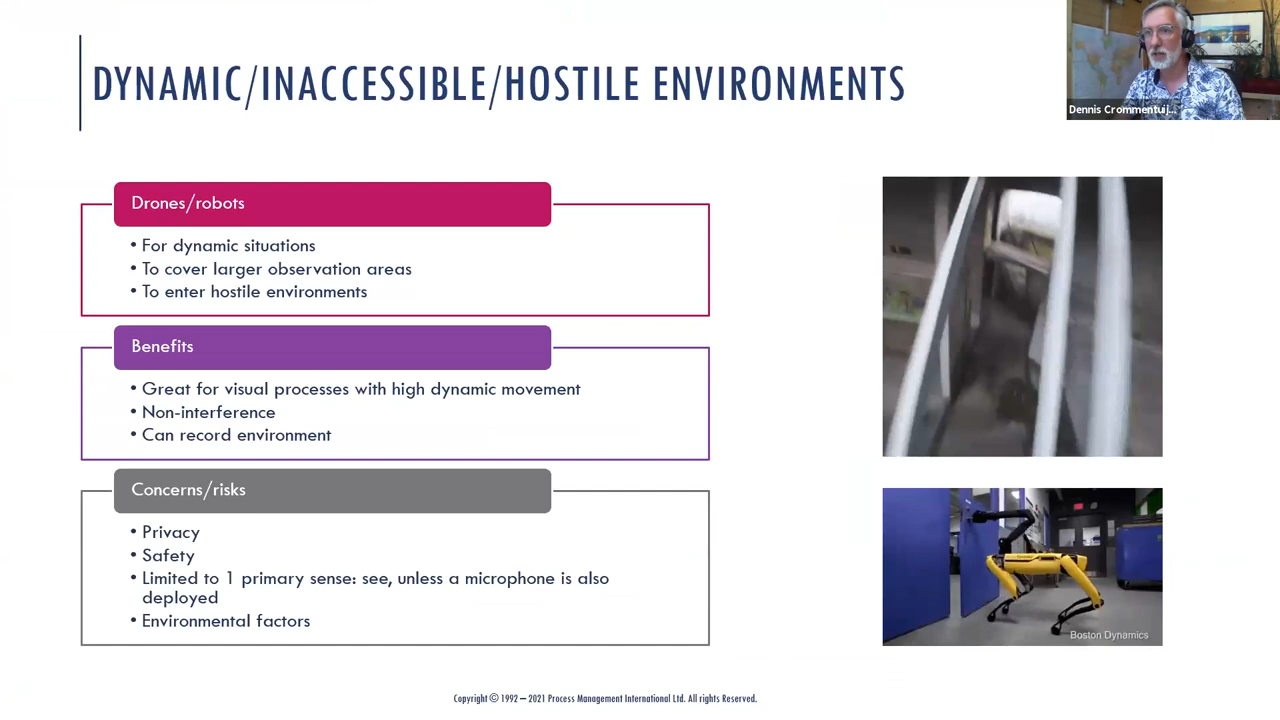 DYNAMIC/INACCESSIBLE/HOSTILE ENVIRONMENTS
Dennis Crommentuij...
Drones/robots
• For dynamic situations
• To cover larger observation areas
• To enter hostile environments
Benefits
• Great for visual processes with high dynamic movement
• Non-interference
• Can record environment
Concerns/risks
• Privacy
• Safety
• Limited to 1 primary sense: see, unless a microphone is also
deployed
• Environmental factors
Boston Dynamics
Copyright © 1992 – 2021 Process Management International Ltd. All rights Reserved.